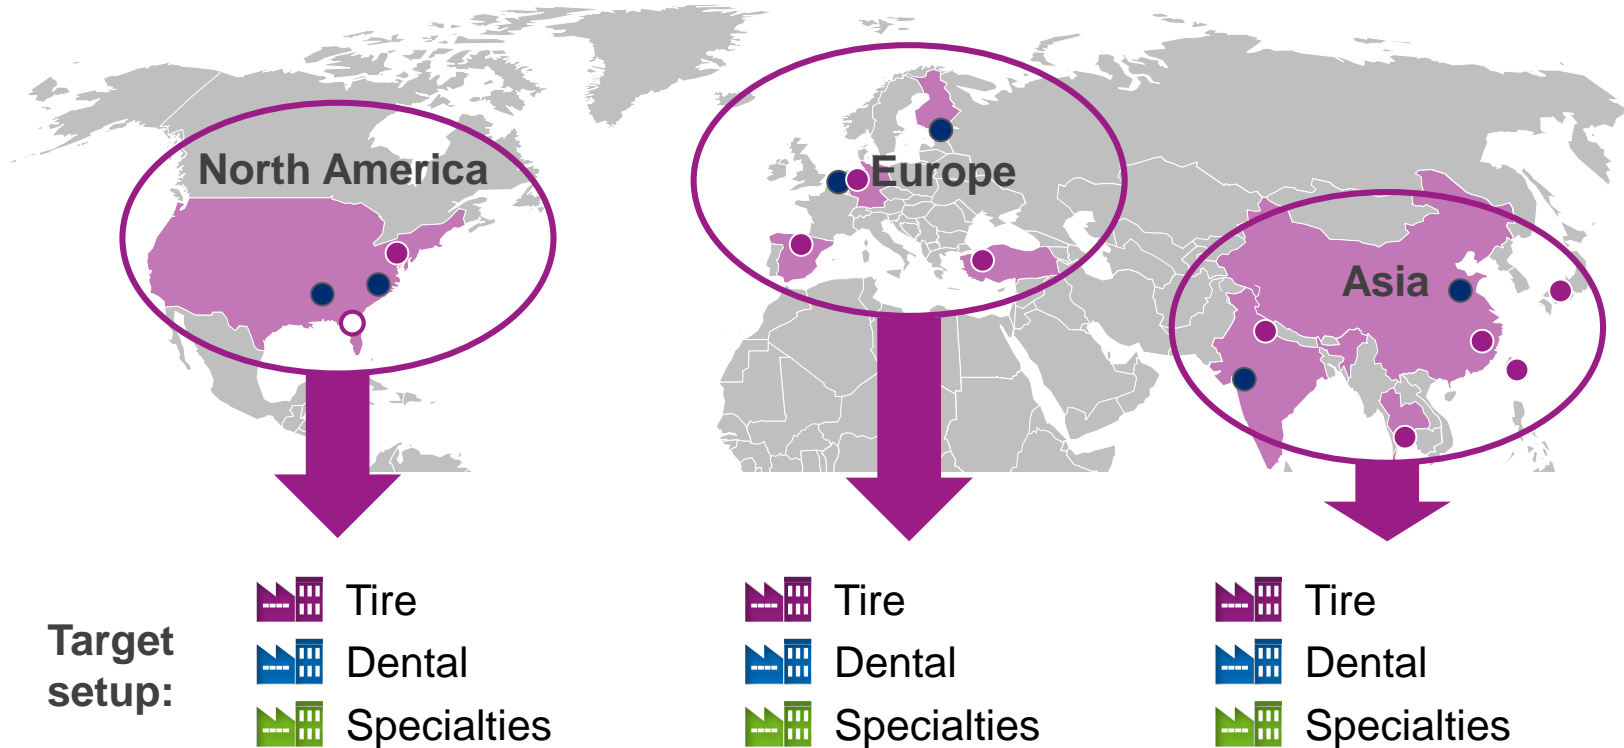 North America
Europe
Asia
Target
setup:
Tire
Dental
Specialties
Tire
Dental
Specialties
Tire
Dental
Specialties